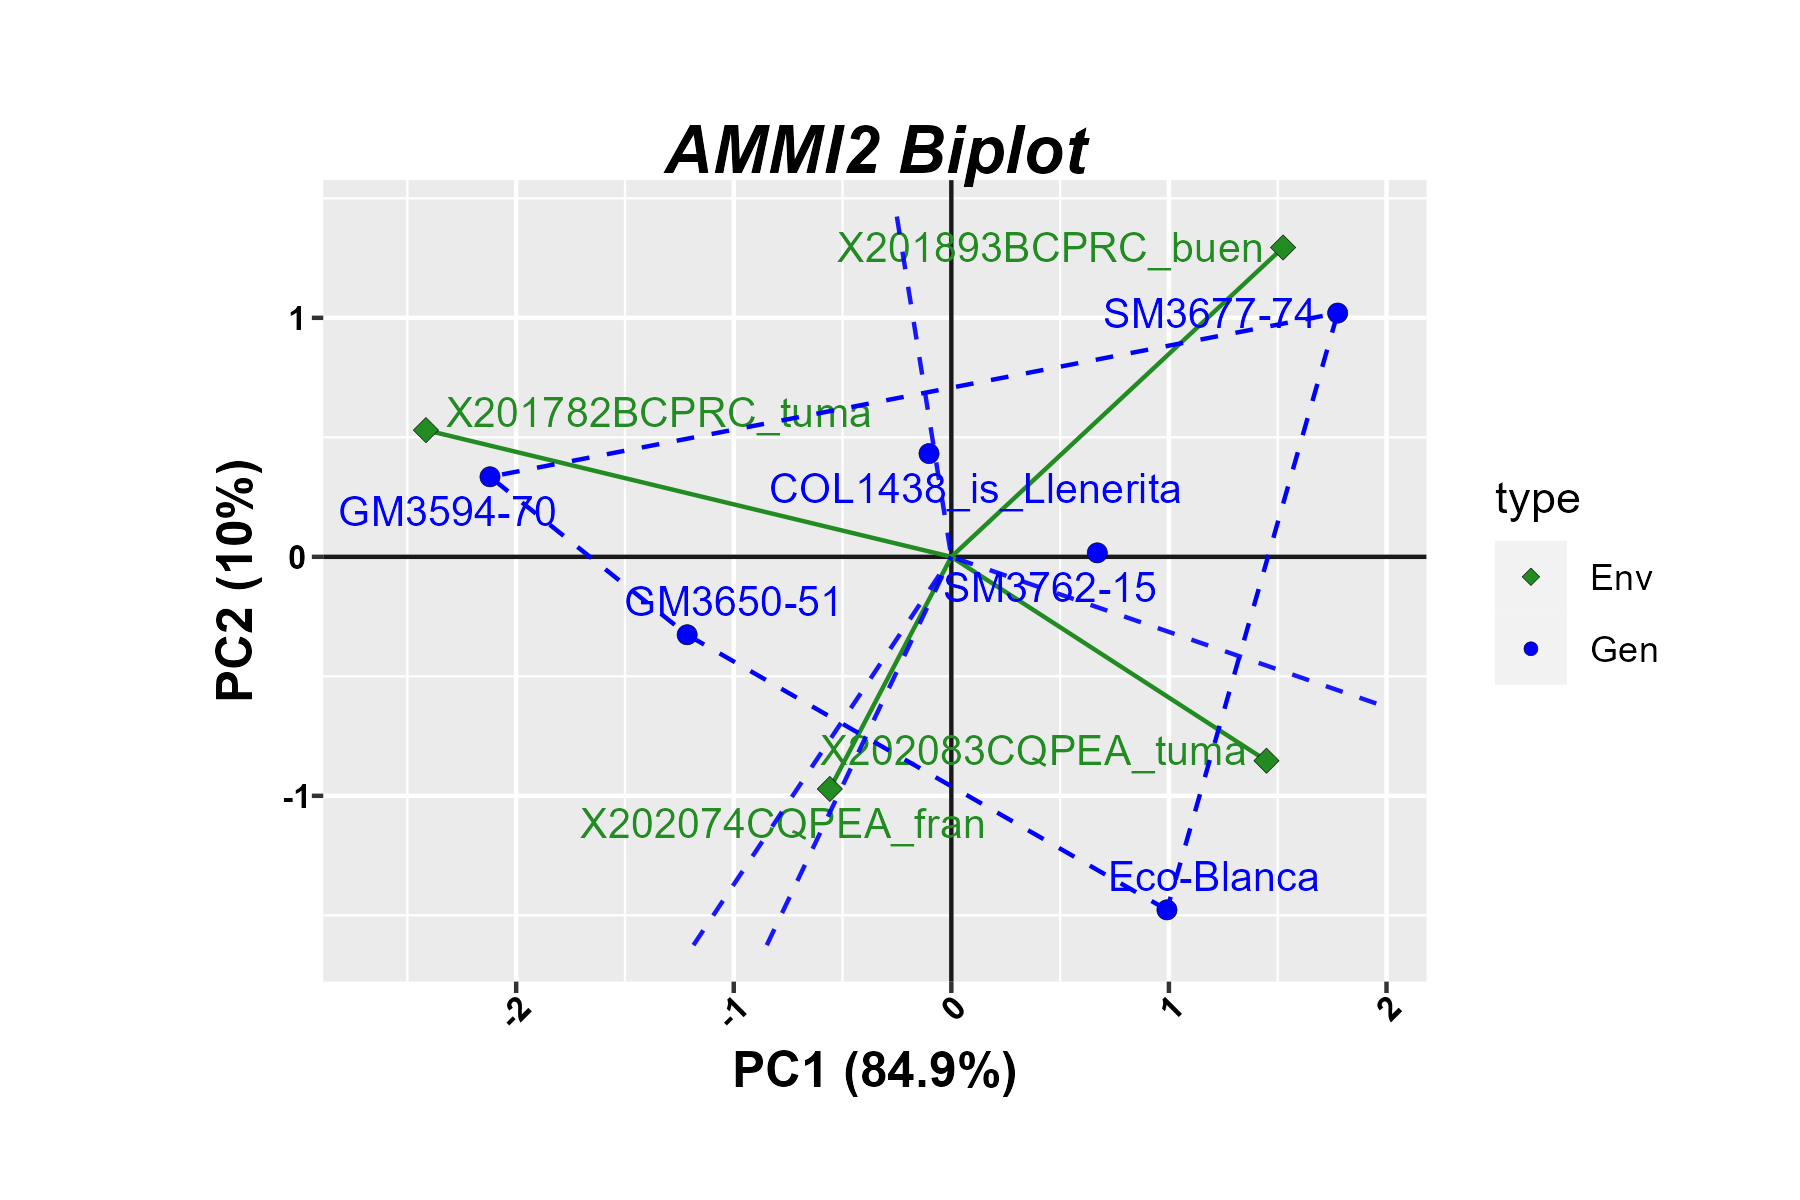 AMMI2 Biplot
X201893BCPRC_buen
SM3677-74
1
X201782BCPRC_tuma
COL1438_is_Llenerita
GM3594-70
type
0
Env
SM3762-15
GM3650-51
Gen
PC2 (10%)
X202083CQPEA_tuma
-1
X202074CQPEA_fran
Eco-Blanca
-2
-1
0
1
2
PC1 (84.9%)